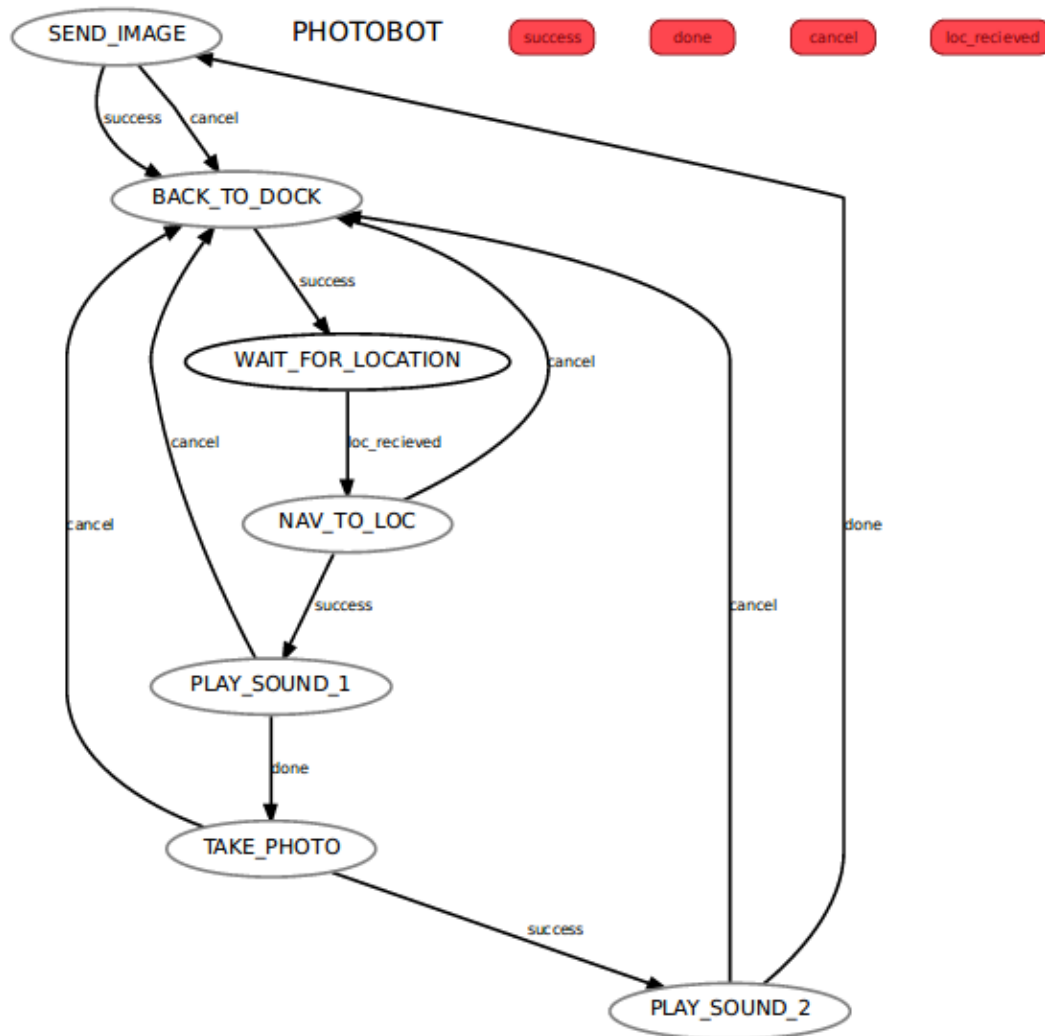 SEND_IMAGE
PHOTOBOT
success
done
cancel
loc_recieved
success
cancel
BACK_TO_DOCK
success
WAIT_FOR_LOCATION
cancel
cancel
loc_recieved
NAV_TO_LOC
cancel
done
success
cancel
PLAY_SOUND_1
done
TAKE_PHOTO
success
PLAY_SOUND_2